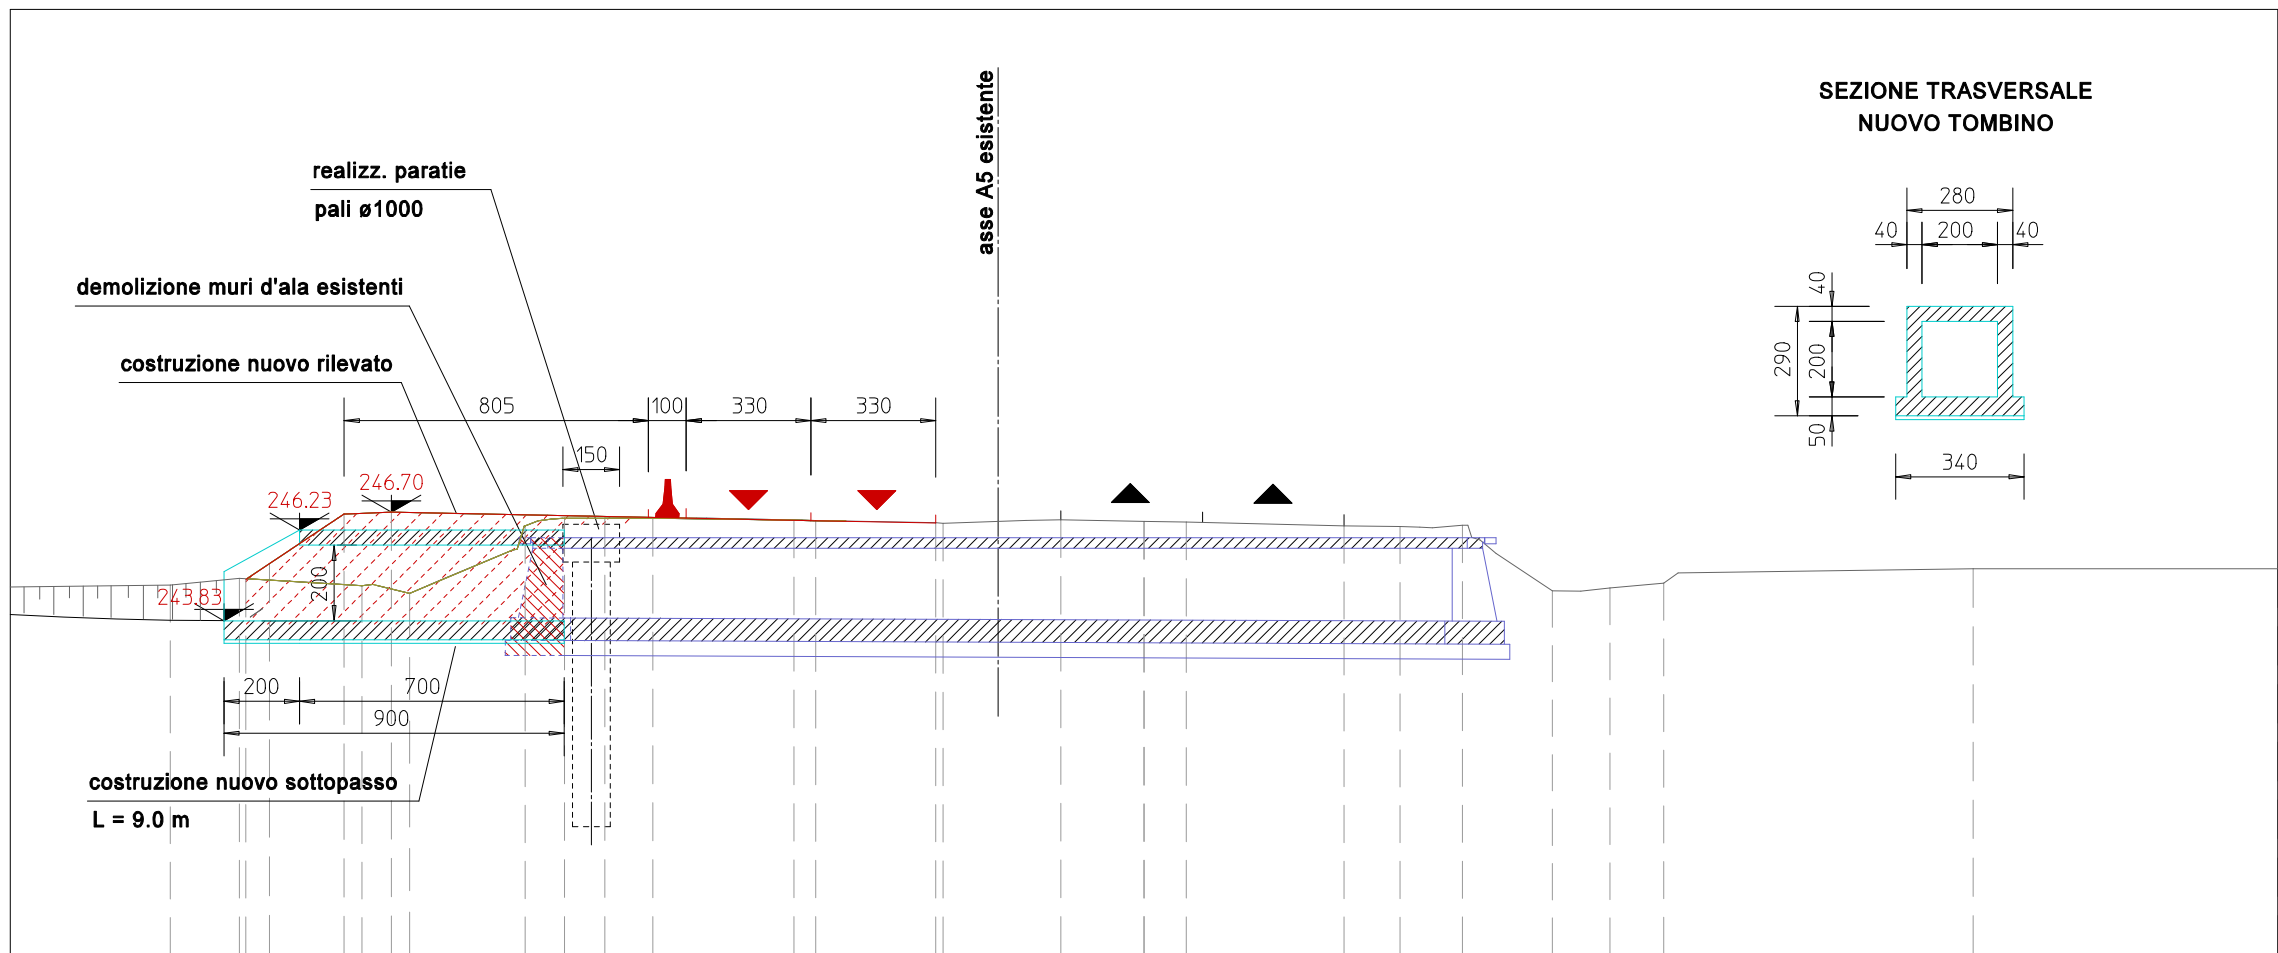 SEZIONE TRASVERSALE
NUOVO TOMBINO
asse A5 esistente
realizz. paratie
pali ø1000
demolizione muri d'ala esistenti
costruzione nuovo rilevato
280
40 200 40
40
290 200
50
340
805 100 330 330
150
246.70
246.23
243.83
200
200 700
900
costruzione nuovo sottopasso
L = 9.0 m